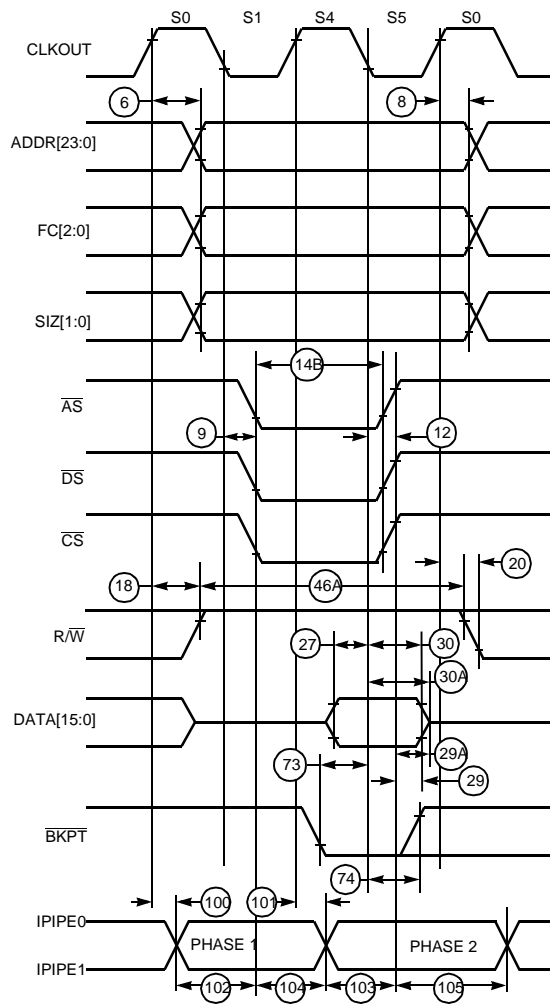 S0 S1 S4 S5 S0
CLKOUT
6 8
ADDR[23:0]
FC[2:0]
SIZ[1:0]
14B
AS
9 12
DS
CS
20
18 46A
R/W
27 30
30A
DATA[15:0]
29A
73 29
BKPT
74
100 101
IPIPE0
PHASE 1 PHASE 2
IPIPE1
102 104 103 105